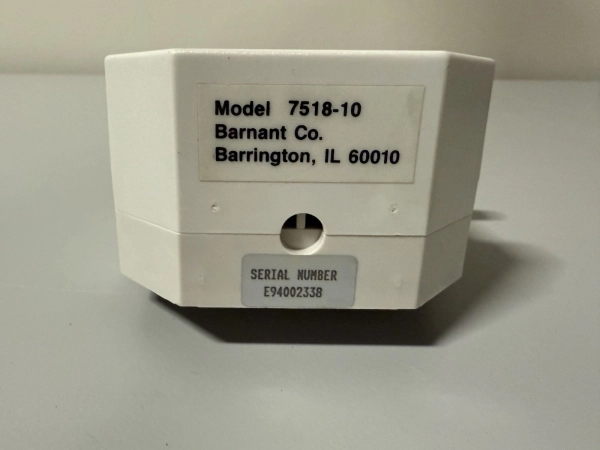 Model 7518-10
Barnant Co.
Barrington, IL 60010
SERIAL NUMBER
E94002338